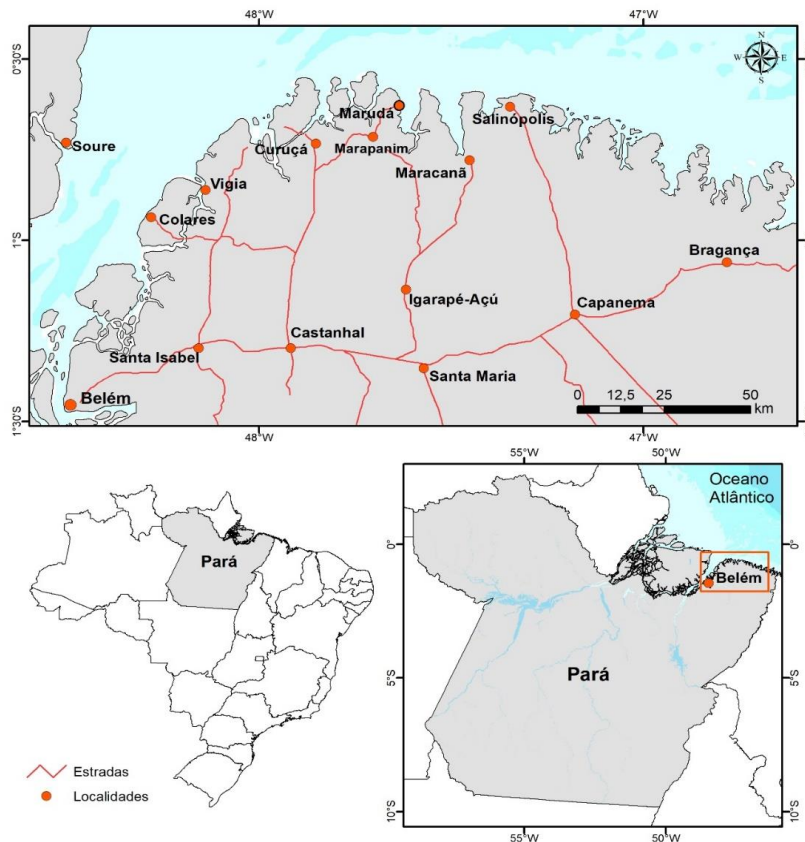 48°W 47°W
0°30'S
N
W E
S
Marudá
Salinópolis
Soure
Curuçá
Marapanim
Maracanã
Vigia
Colares
1°S
Bragança
Igarapé-Açú
Capanema
Castanhal
Santa Isabel
Santa Maria
Belém
0 12,5 25 50
km
1°30'S
48°W 47°W
55°W 50°W
Oceano
Atlântico
0° 0°
Belém
Pará
Pará
5°S 5°S
10°S 10°S
55°W 50°W
Estradas
Localidades